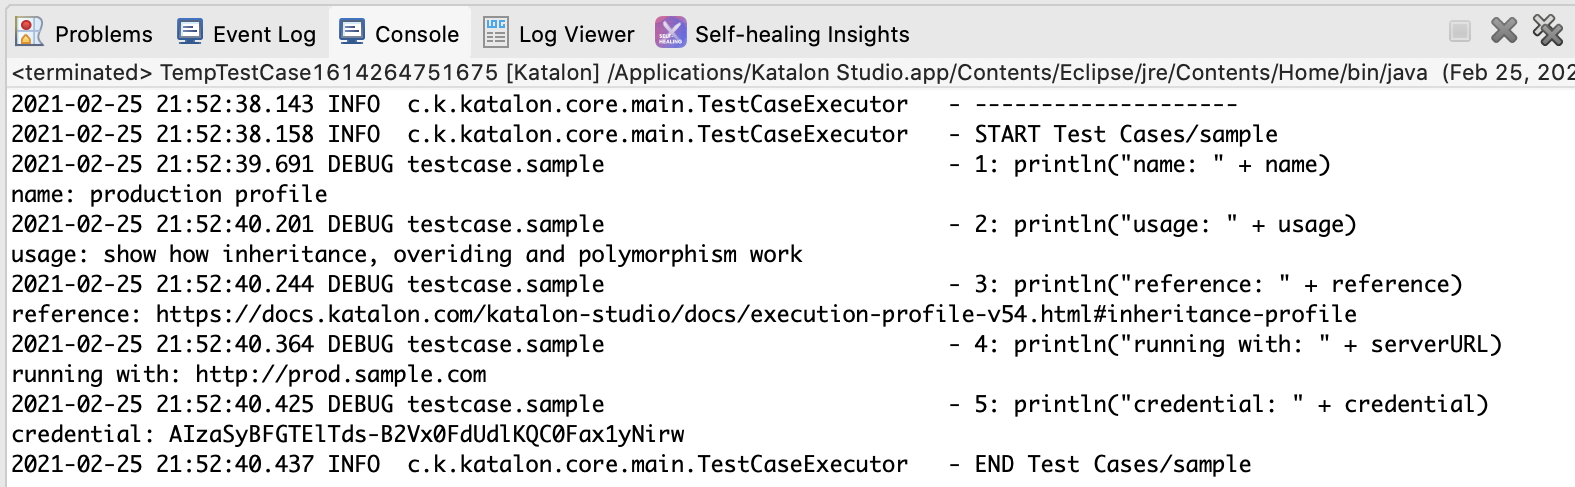 Problems Event Log Console Log Viewer Self-healing Insights
<terminated> TempTestCase1614264751675 [Katalon] /Applications/Katalon Studio.app/Contents/Eclipse/jre/Contents/Home/bin/java (Feb 25, 202
2021-02-25 21:52:38.143 INFO c.k.katalon.core.main.TestCaseExecutor - --------------------
2021-02-25 21:52:38.158 INFO c.k.katalon.core.main.TestCaseExecutor - START Test Cases/sample
2021-02-25 21:52:39.691 DEBUG testcase.sample - 1: println("name: " + name)
name: production profile
2021-02-25 21:52:40.201 DEBUG testcase.sample - 2: println("usage: " + usage)
usage: show how inheritance, overiding and polymorphism work
2021-02-25 21:52:40.244 DEBUG testcase.sample - 3: println("reference: " + reference)
reference: https://docs.katalon.com/katalon-studio/docs/execution-profile-v54.html#inheritance-profile
2021-02-25 21:52:40.364 DEBUG testcase.sample - 4: println("running with: " + serverURL)
running with: http://prod.sample.com
2021-02-25 21:52:40.425 DEBUG testcase.sample - 5: println("credential: " + credential)
credential: AIzaSyBFGTElTds-B2Vx0FdUdlKQC0Fax1yNirw
2021-02-25 21:52:40.437 INFO c.k.katalon.core.main.TestCaseExecutor - END Test Cases/sample